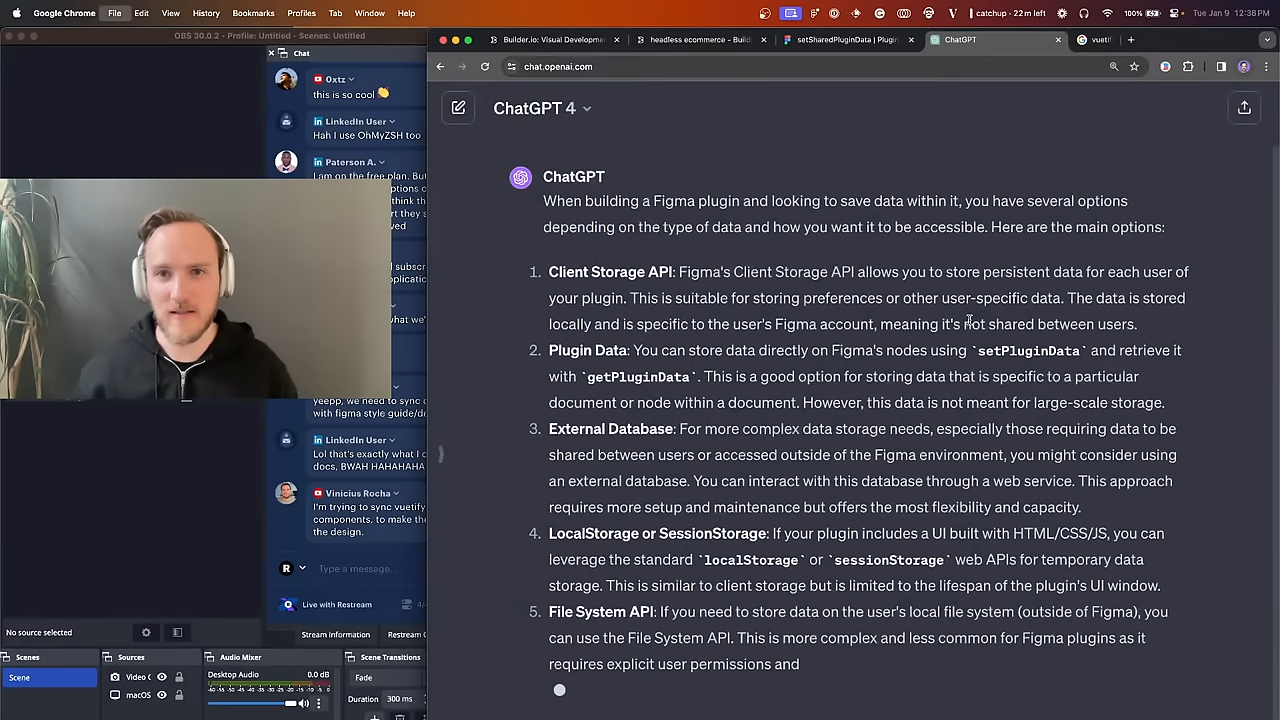 Google Chrome File Edit View History Bookmarks Profiles Tab Window Help
catchup · 22m left
100%
Tue Jan 9 12:38 PM
OBS 30.0.2 - Profile: Untitled - Scenes: Untitled
Chat
0xtz
this is so cool 👏
LinkedIn User
Hah I use OhMyZSH too
Paterson A.
I am on the free plan. But
yeepp, we need to sync
with figma style guide/de
LinkedIn User
Lol that's exactly what I
docs, BWAH HAHAHAHA
Vinicius Rocha
I'm trying to sync vuetify
components, to make the
the design.
R
Type a message...
Live with Restream
Stream Information
No source selected
Scenes
Scene
Sources
Video C
macOS
Audio Mixer
Desktop Audio
0.0 dB
Scene Transitions
Fade
Duration
300 ms
Builder.io: Visual Developme
headless ecommerce - Build
setSharedPluginData | Plugin
ChatGPT
vuetif
chat.openai.com
ChatGPT 4
ChatGPT
When building a Figma plugin and looking to save data within it, you have several options
depending on the type of data and how you want it to be accessible. Here are the main options:
1. Client Storage API: Figma's Client Storage API allows you to store persistent data for each user of
your plugin. This is suitable for storing preferences or other user-specific data. The data is stored
locally and is specific to the user's Figma account, meaning it's not shared between users.
2. Plugin Data: You can store data directly on Figma's nodes using `setPluginData` and retrieve it
with `getPluginData`. This is a good option for storing data that is specific to a particular
document or node within a document. However, this data is not meant for large-scale storage.
3. External Database: For more complex data storage needs, especially those requiring data to be
shared between users or accessed outside of the Figma environment, you might consider using
an external database. You can interact with this database through a web service. This approach
requires more setup and maintenance but offers the most flexibility and capacity.
4. LocalStorage or SessionStorage: If your plugin includes a UI built with HTML/CSS/JS, you can
leverage the standard `localStorage` or `sessionStorage` web APIs for temporary data
storage. This is similar to client storage but is limited to the lifespan of the plugin's UI window.
5. File System API: If you need to store data on the user's local file system (outside of Figma), you
can use the File System API. This is more complex and less common for Figma plugins as it
requires explicit user permissions and